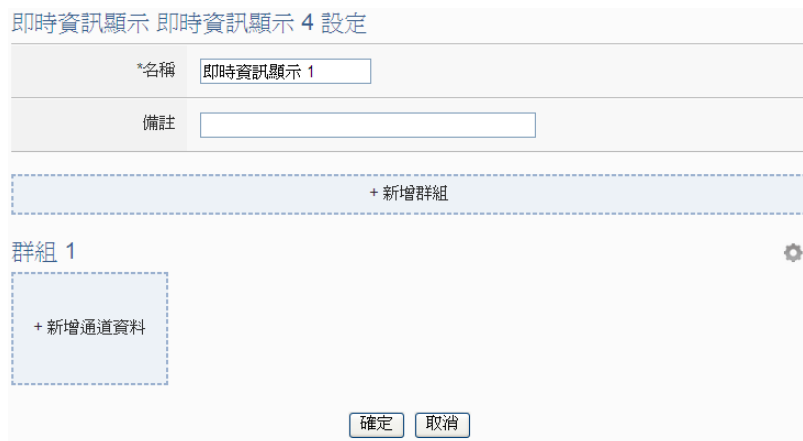 即時資訊顯示 即時資訊顯示 4 設定
*名稱 即時資訊顯示 1
備註
+ 新增群組
群組 1
+ 新增通道資料
確定 取消